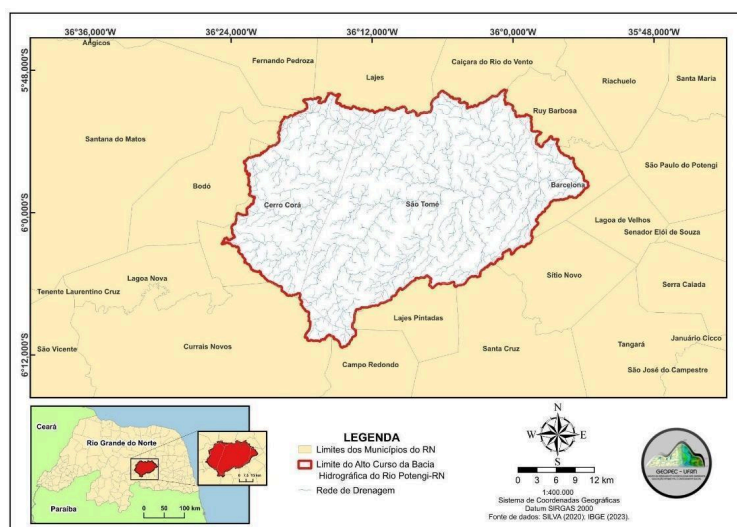 36°36,000'
36°24,000'
36°12,000'
36°0,000'
35°48,000'
5°48,000'S
6°0,000'S
6°12,000'S
Angicos
Fernando Pedroza
Lajes
Caiçara do Rio do Vento
Riachuelo
Santa Maria
Ruy Barbosa
Santana do Matos
São Paulo do Potengi
Bodó
Barcelona
Cerro Corá
São Tomé
Lagoa de Velhos
Senador Elói de Souza
Lagoa Nova
Sítio Novo
Tenente Laurentino Cruz
Serra Caiada
Lajes Pintadas
São Vicente
Currais Novos
Santa Cruz
Tangará
Januário Cicco
Campo Redondo
São José do Campestre
Ceará
Rio Grande do Norte
Paraíba
0 50 100 km
LEGENDA
Limites dos Municípios do RN
Limite do Alto Curso da Bacia
Hidrográfica do Rio Potengi-RN
Rede de Drenagem
N
W E
S
0 3 6 9 12 km
1:400.000
Sistema de Coordenadas Geográficas
Datum SIRGAS 2000
Fonte de dados: SILVA (2020); IBGE (2023).
GEOPEC - UFRN